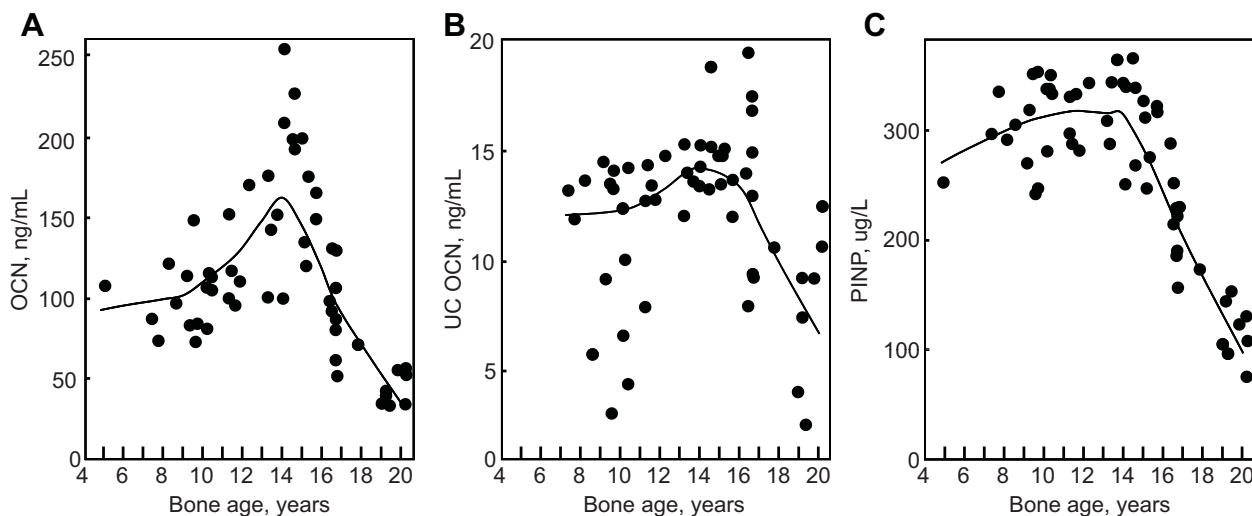 A
OCN, ng/mL
250
200
150
100
50
0
4 6 8 10 12 14 16 18 20
Bone age, years
B
UC OCN, ng/mL
20
15
10
5
0
4 6 8 10 12 14 16 18 20
Bone age, years
C
PINP, ug/L
300
200
100
0
4 6 8 10 12 14 16 18 20
Bone age, years